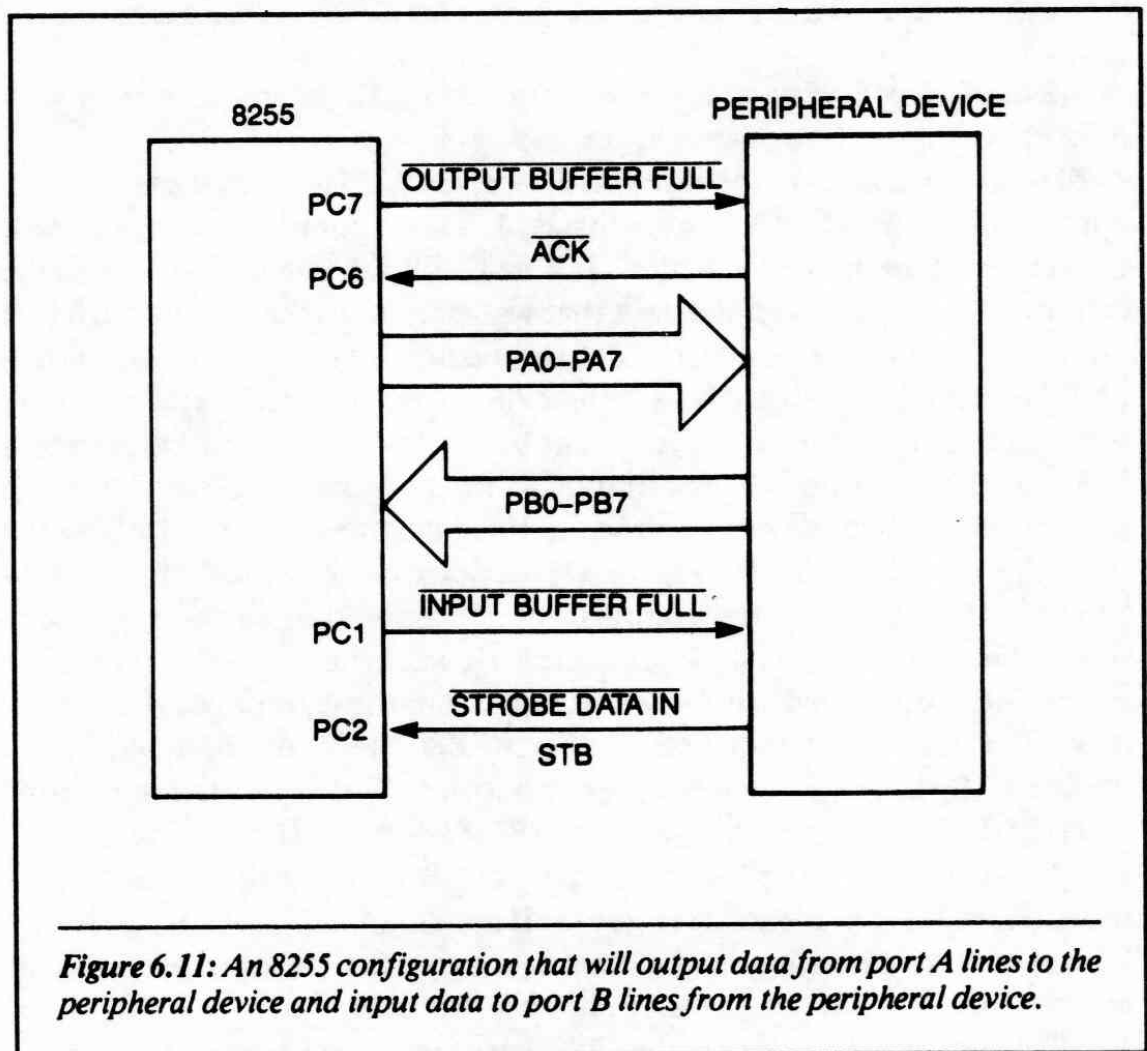 8255
PERIPHERAL DEVICE
PC7
OUTPUT BUFFER FULL
PC6
ACK
PA0–PA7
PB0–PB7
PC1
INPUT BUFFER FULL
PC2
STROBE DATA IN
STB
Figure 6.11: An 8255 configuration that will output data from port A lines to the
peripheral device and input data to port B lines from the peripheral device.